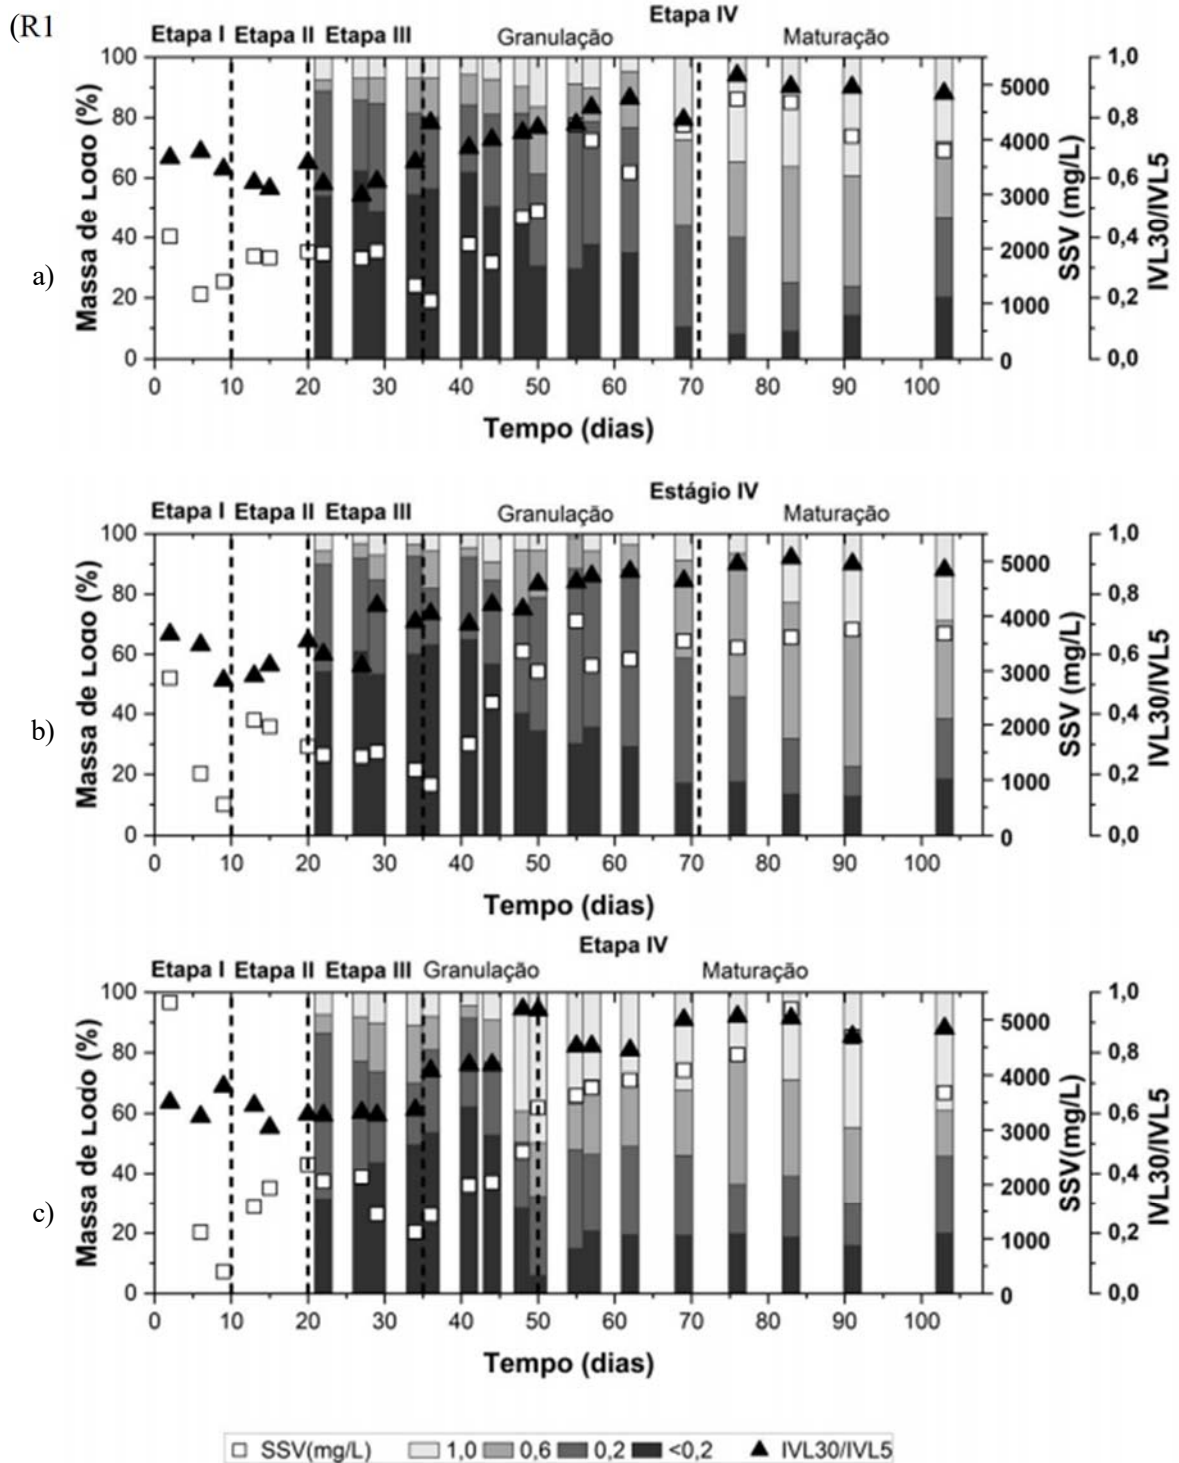 (R1
Etapa IV
Etapa I Etapa II Etapa III Granulação Maturação
a)
Massa de Lodo (%)
100
80
60
40
20
0
0 10 20 30 40 50 60 70 80 90 100
Tempo (dias)
5000
4000
3000
2000
1000
0
SSV (mg/L)
1,0
0,8
0,6
0,4
0,2
0,0
IVL30/IVL5
Estágio IV
Etapa I Etapa II Etapa III Granulação Maturação
b)
Massa de Lodo (%)
100
80
60
40
20
0
0 10 20 30 40 50 60 70 80 90 100
Tempo (dias)
5000
4000
3000
2000
1000
0
SSV (mg/L)
1,0
0,8
0,6
0,4
0,2
0,0
IVL30/IVL5
Etapa IV
Etapa I Etapa II Etapa III Granulação Maturação
c)
Massa de Lodo (%)
100
80
60
40
20
0
0 10 20 30 40 50 60 70 80 90 100
Tempo (dias)
5000
4000
3000
2000
1000
0
SSV(mg/L)
1,0
0,8
0,6
0,4
0,2
0,0
IVL30/IVL5
SSV(mg/L) 1,0 0,6 0,2 <0,2 IVL30/IVL5